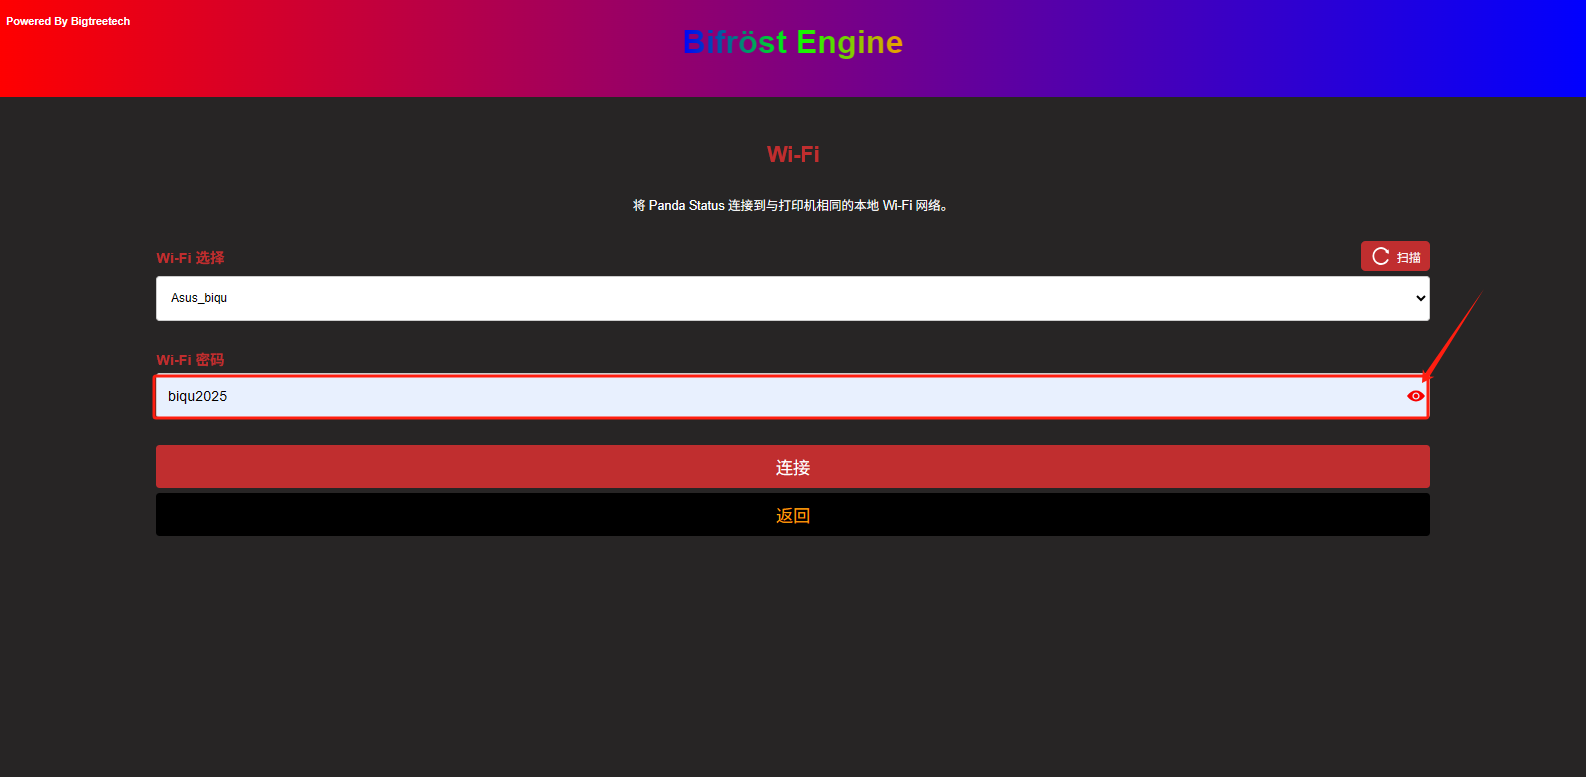 Powered By Bigtreetech
Bifröst Engine
Wi-Fi
将 Panda Status 连接到与打印机相同的本地 Wi-Fi 网络。
Wi-Fi 选择
扫描
Asus_biqu
Wi-Fi 密码
biqu2025
连接
返回